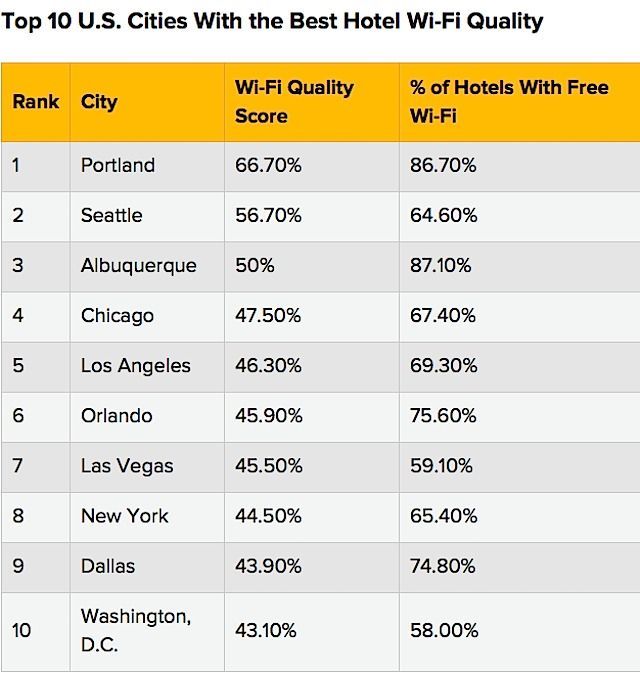 Top 10 U.S. Cities With the Best Hotel Wi-Fi Quality
Rank City Wi-Fi Quality Score % of Hotels With Free Wi-Fi
1 Portland 66.70% 86.70%
2 Seattle 56.70% 64.60%
3 Albuquerque 50% 87.10%
4 Chicago 47.50% 67.40%
5 Los Angeles 46.30% 69.30%
6 Orlando 45.90% 75.60%
7 Las Vegas 45.50% 59.10%
8 New York 44.50% 65.40%
9 Dallas 43.90% 74.80%
10 Washington, D.C. 43.10% 58.00%